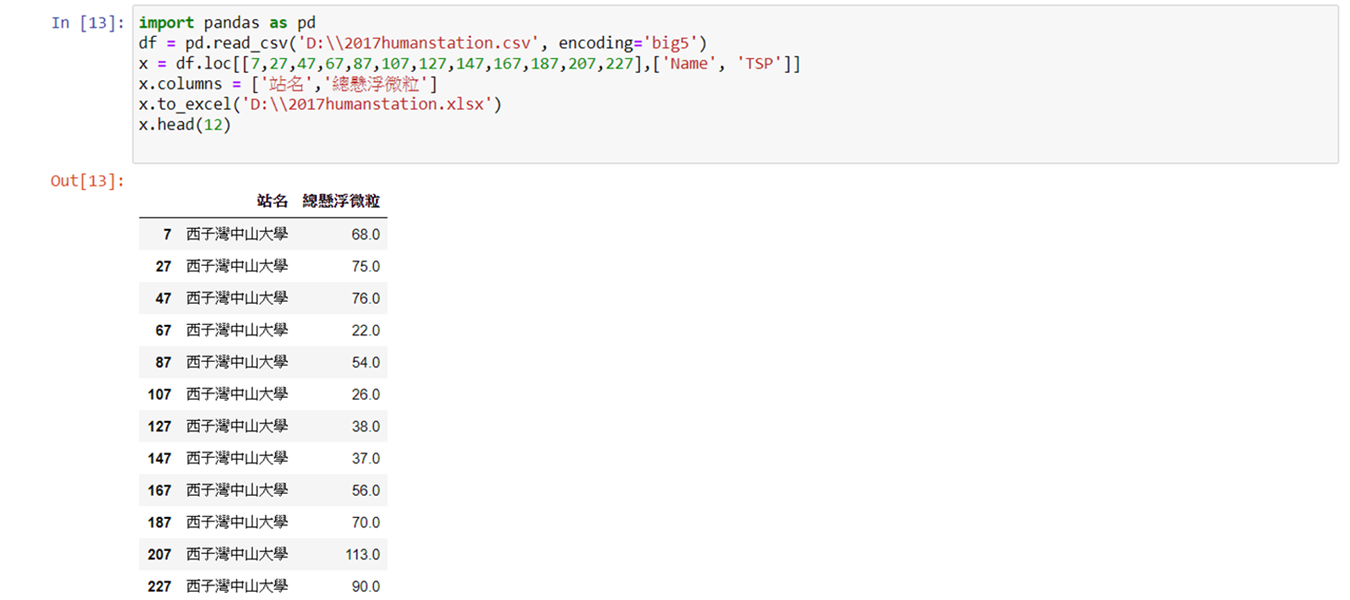 In [13]: import pandas as pd
df = pd.read_csv('D:\\2017humanstation.csv', encoding='big5')
x = df.loc[[7,27,47,67,87,107,127,147,167,187,207,227],['Name', 'TSP']]
x.columns = ['站名','總懸浮微粒']
x.to_excel('D:\\2017humanstation.xlsx')
x.head(12)
Out[13]:
站名 總懸浮微粒
7 西子灣中山大學 68.0
27 西子灣中山大學 75.0
47 西子灣中山大學 76.0
67 西子灣中山大學 22.0
87 西子灣中山大學 54.0
107 西子灣中山大學 26.0
127 西子灣中山大學 38.0
147 西子灣中山大學 37.0
167 西子灣中山大學 56.0
187 西子灣中山大學 70.0
207 西子灣中山大學 113.0
227 西子灣中山大學 90.0